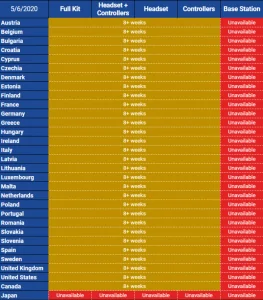 5/6/2020 Full Kit Headset + Controllers Headset Controllers Base Station
Austria 8+ weeks Unavailable
Belgium 8+ weeks Unavailable
Bulgaria 8+ weeks Unavailable
Croatia 8+ weeks Unavailable
Cyprus 8+ weeks Unavailable
Czechia 8+ weeks Unavailable
Denmark 8+ weeks Unavailable
Estonia 8+ weeks Unavailable
Finland 8+ weeks Unavailable
France 8+ weeks Unavailable
Germany 8+ weeks Unavailable
Greece 8+ weeks Unavailable
Hungary 8+ weeks Unavailable
Ireland 8+ weeks Unavailable
Italy 8+ weeks Unavailable
Latvia 8+ weeks Unavailable
Lithuania 8+ weeks Unavailable
Luxembourg 8+ weeks Unavailable
Malta 8+ weeks Unavailable
Netherlands 8+ weeks Unavailable
Poland 8+ weeks Unavailable
Portugal 8+ weeks Unavailable
Romania 8+ weeks Unavailable
Slovakia 8+ weeks Unavailable
Slovenia 8+ weeks Unavailable
Spain 8+ weeks Unavailable
Sweden 8+ weeks Unavailable
United Kingdom 8+ weeks Unavailable
United States 8+ weeks Unavailable
Canada 8+ weeks Unavailable
Japan Unavailable Unavailable Unavailable Unavailable Unavailable